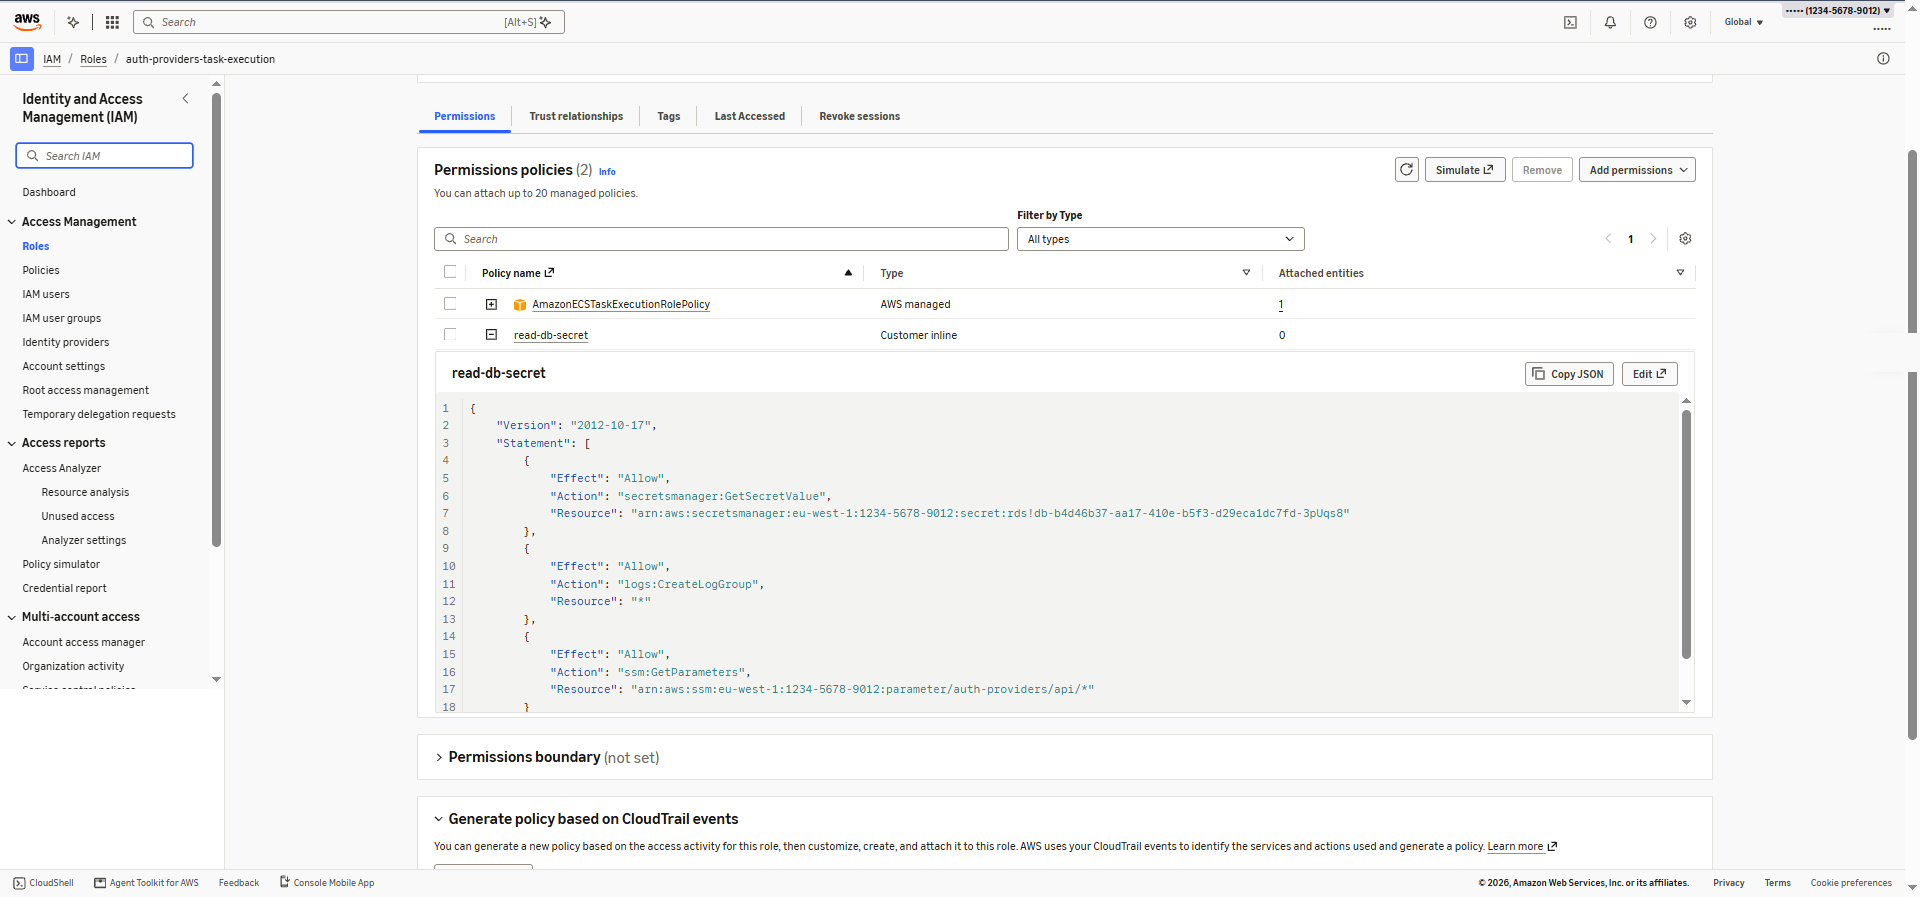 aws
Search
[Alt+S]
(1234-5678-9012)
Global
IAM / Roles / auth-providers-task-execution
Identity and Access Management (IAM)
Search IAM
Dashboard
Access Management
Roles
Policies
IAM users
IAM user groups
Identity providers
Account settings
Root access management
Temporary delegation requests
Access reports
Access Analyzer
Resource analysis
Unused access
Analyzer settings
Policy simulator
Credential report
Multi-account access
Account access manager
Organization activity
Service control policies
Permissions
Trust relationships
Tags
Last Accessed
Revoke sessions
Permissions policies (2) Info
You can attach up to 20 managed policies.
Simulate
Remove
Add permissions
Filter by Type
Search
All types
1
Policy name
Type
Attached entities
AmazonECSTaskExecutionRolePolicy
AWS managed
1
read-db-secret
Customer inline
0
read-db-secret
Copy JSON
Edit
1 {
2 "Version": "2012-10-17",
3 "Statement": [
4 {
5 "Effect": "Allow",
6 "Action": "secretsmanager:GetSecretValue",
7 "Resource": "arn:aws:secretsmanager:eu-west-1:1234-5678-9012:secret:rds!db-b4d46b37-aa17-410e-b5f3-d29eca1dc7fd-3pUqs8"
8 },
9 {
10 "Effect": "Allow",
11 "Action": "logs:CreateLogGroup",
12 "Resource": "*"
13 },
14 {
15 "Effect": "Allow",
16 "Action": "ssm:GetParameters",
17 "Resource": "arn:aws:ssm:eu-west-1:1234-5678-9012:parameter/auth-providers/api/*"
18 }
Permissions boundary (not set)
Generate policy based on CloudTrail events
You can generate a new policy based on the access activity for this role, then customize, create, and attach it to this role. AWS uses your CloudTrail events to identify the services and actions used and generate a policy. Learn more
CloudShell
Agent Toolkit for AWS
Feedback
Console Mobile App
© 2026, Amazon Web Services, Inc. or its affiliates.
Privacy
Terms
Cookie preferences